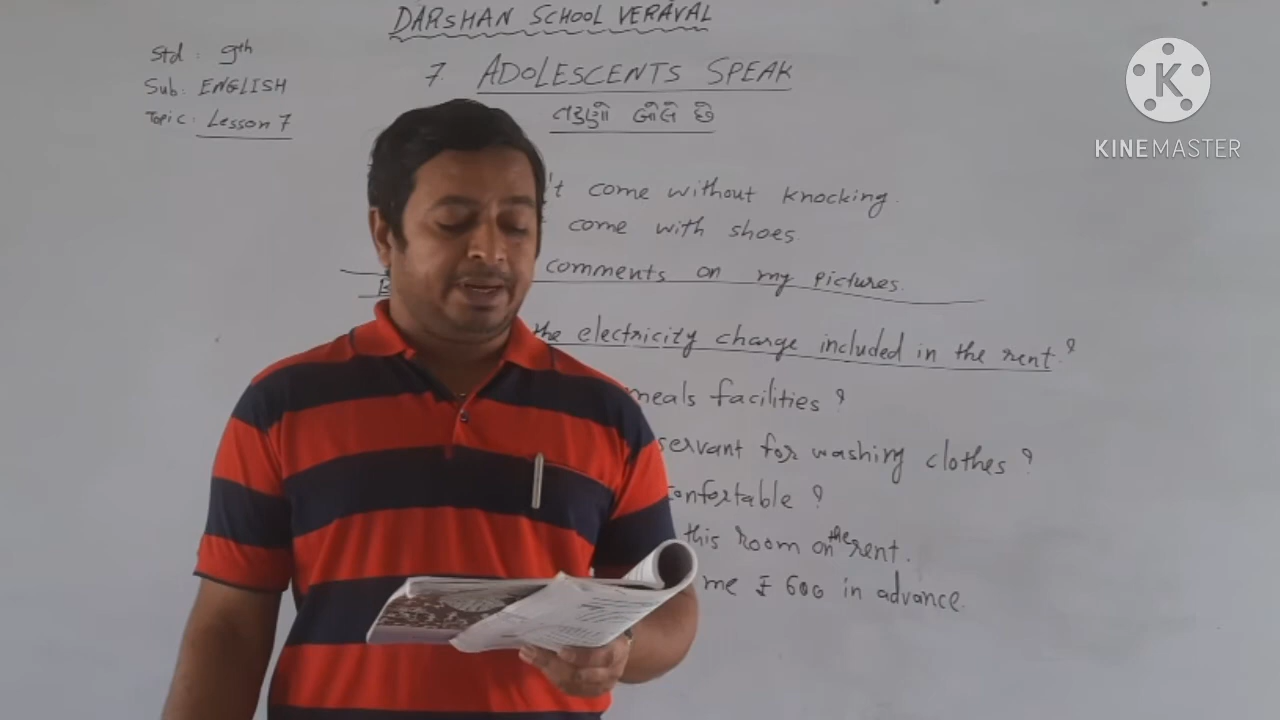 DARSHAN SCHOOL VERAVAL
Std : 9th
Sub: ENGLISH
Topic: Lesson 7
7. ADOLESCENTS SPEAK
તરુણો બોલે છે
't come without knocking.
come with shoes.
comments on my pictures.
the electricity charge included in the rent?
meals facilities?
servant for washing clothes?
confortable?
this room on the rent.
me ₹ 600 in advance.
K
KINEMASTER